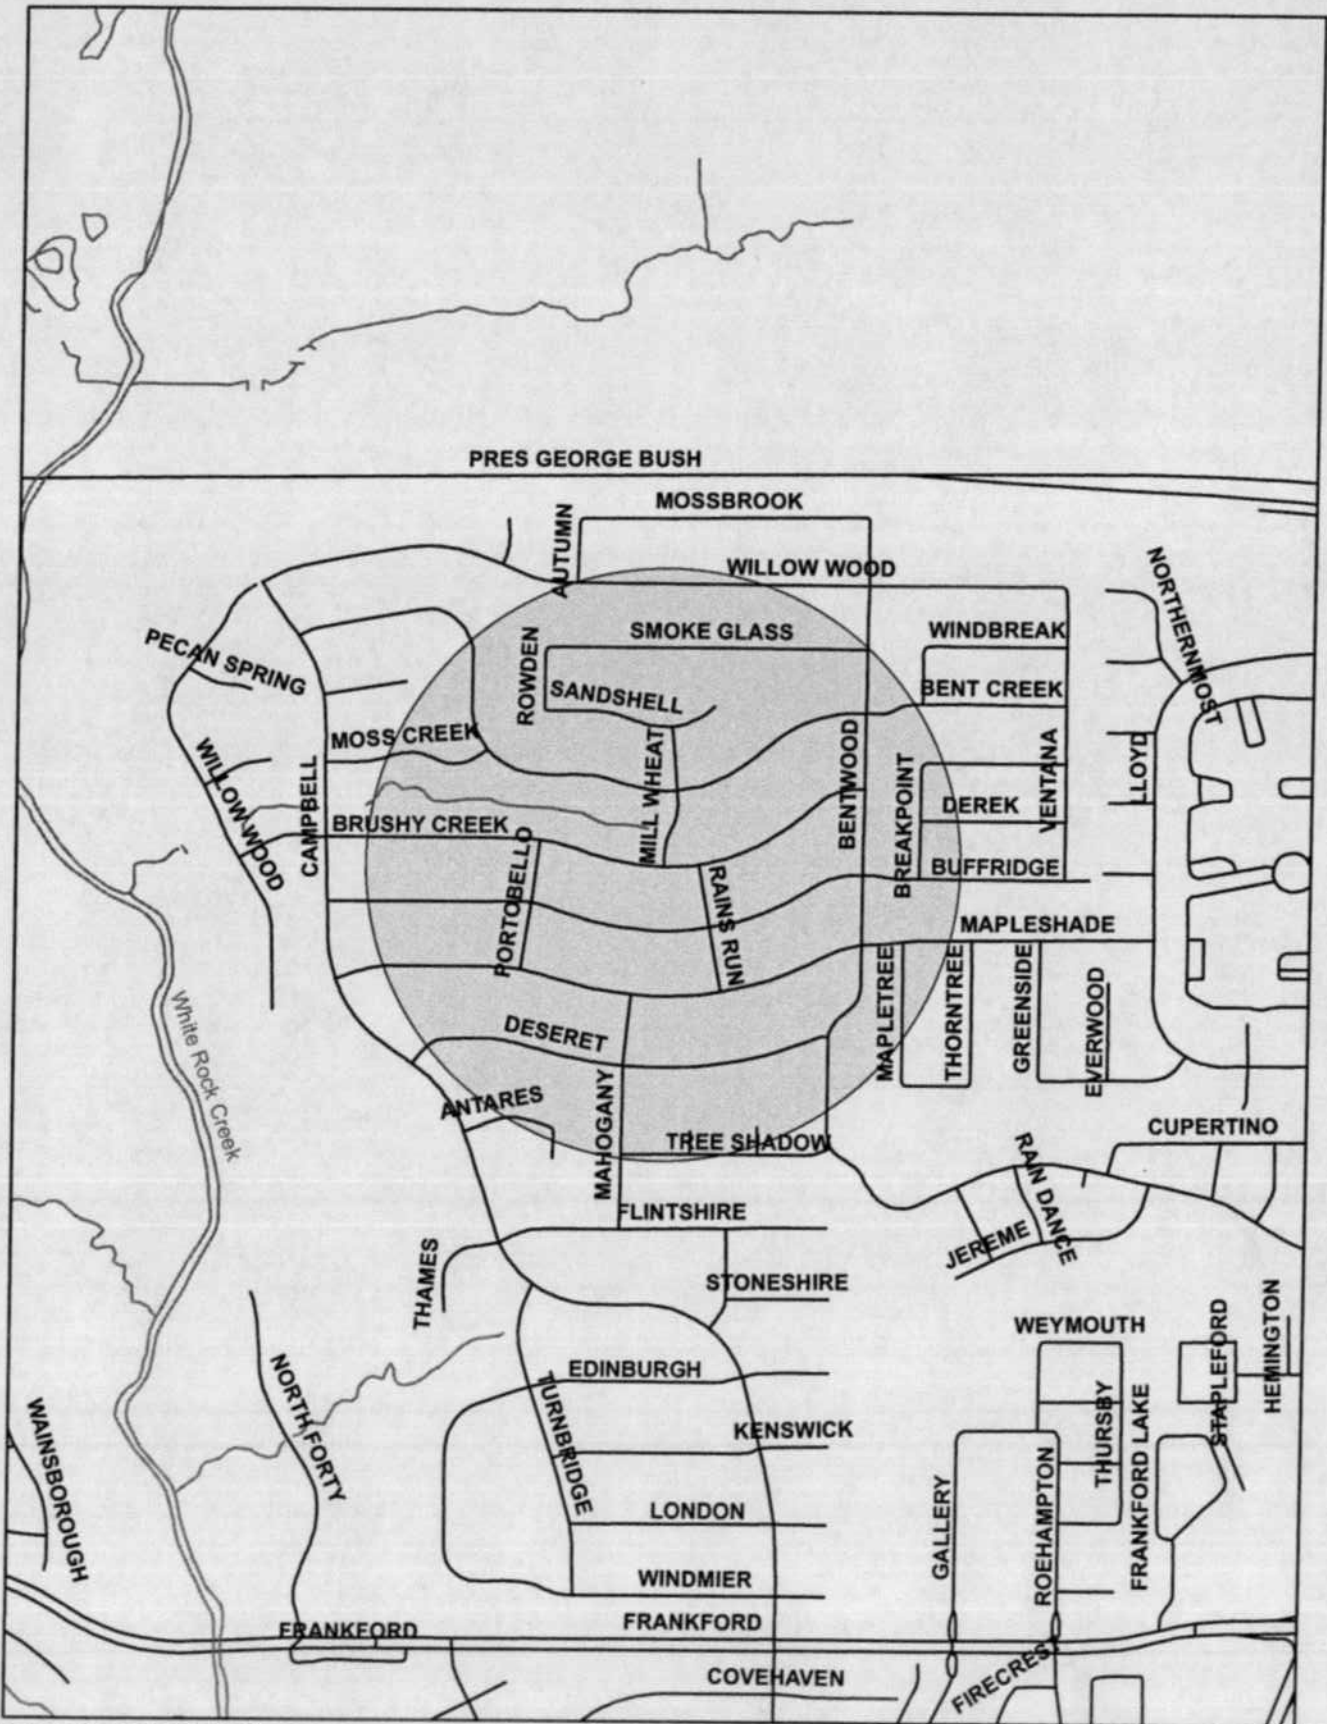 PRES GEORGE BUSH
MOSSBROOK
AUTUMN
WILLOW WOOD
NORTHERNMOST
SMOKE GLASS
WINDBREAK
PECAN SPRING
ROWDEN
SANDSHELL
BENT CREEK
MOSS CREEK
WILLOW WOOD
CAMPBELL
MILL WHEAT
BENTWOOD
BREAKPOINT
VENTANA
LLOYD
DEREK
BRUSHY CREEK
PORTOBELLO
RAINS RUN
BUFFRIDGE
MAPLESHADE
MAPLETREE
THORNTREE
GREENSIDE
EVERWOOD
White Rock Creek
DESERET
ANTARES
MAHOGANY
TREE SHADOW
CUPERTINO
RAIN DANCE
JEREME
FLINTSHIRE
THAMES
STONESHIRE
WEYMOUTH
STAPLEFORD
HEMINGTON
EDINBURGH
TURNBRIDGE
NORTH FORTY
WAINSBOROUGH
KENSWICK
THURSBY
FRANKFORD LAKE
GALLERY
ROEHAMPTON
LONDON
WINDMIER
FRANKFORD
FRANKFORD
FIRECREST
COVEHAVEN